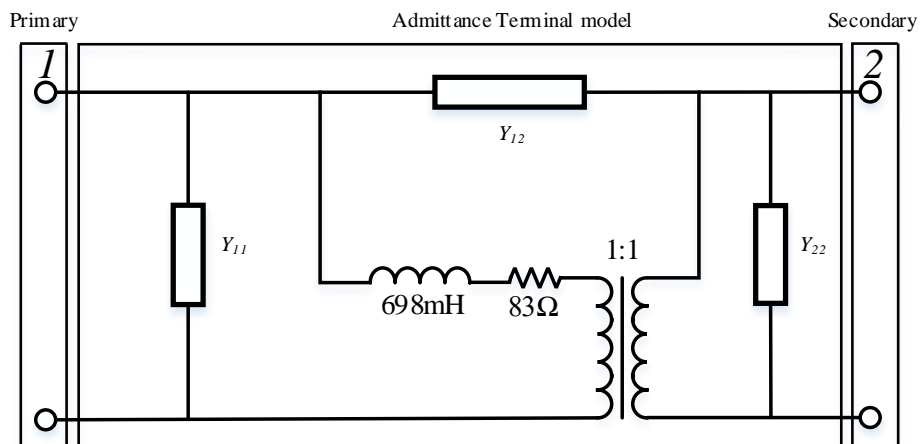 Primary
Admittance Terminal model
Secondary
1
2
Y12
Y11
1:1
Y22
698mH
83Ω